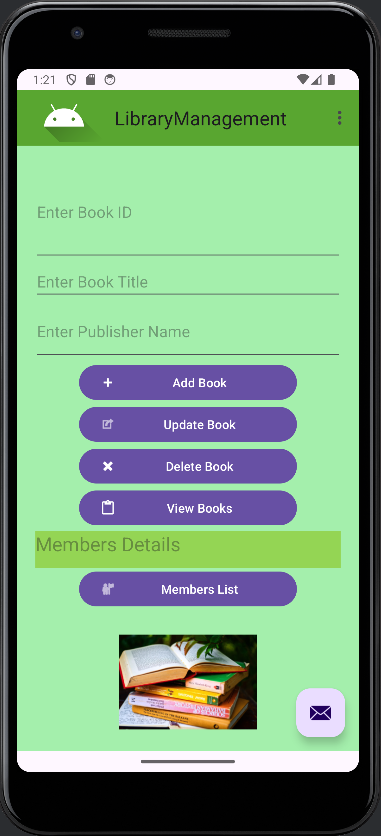 1:21
LibraryManagement
Enter Book ID
Enter Book Title
Enter Publisher Name
Add Book
Update Book
Delete Book
View Books
Members Details
Members List